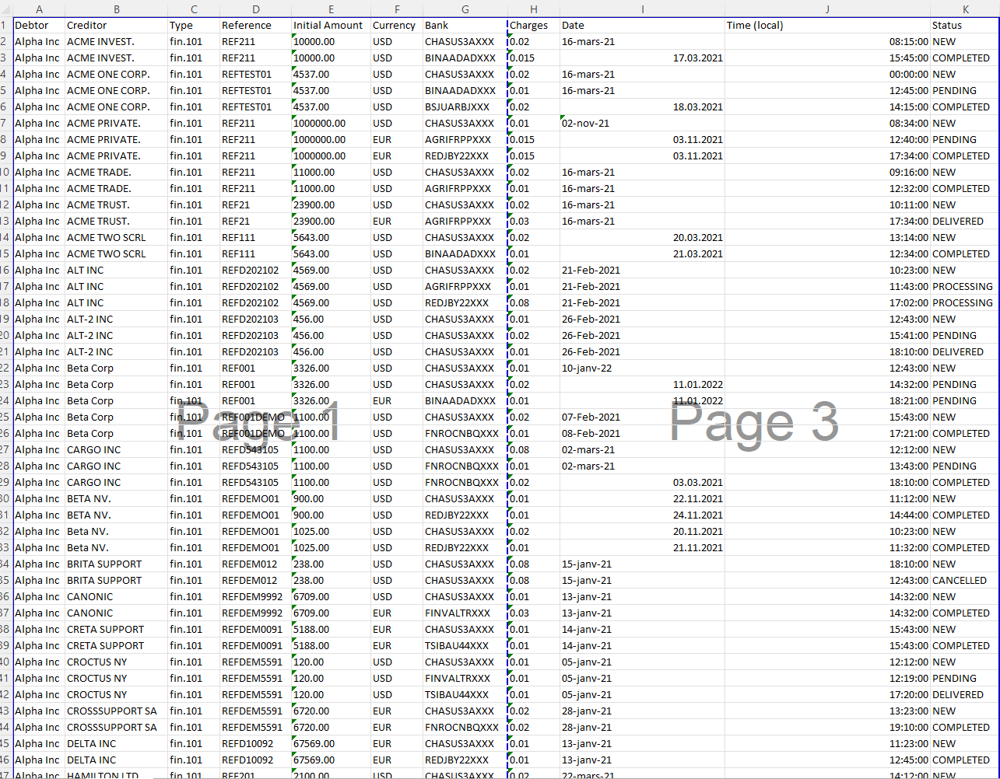 A B C D E F G H I J K
1 Debtor Creditor Type Reference Initial Amount Currency Bank Charges Date Time (local) Status
2 Alpha Inc ACME INVEST. fin.101 REF211 10000.00 USD CHASUS3AXXX 0.02 16-mars-21 08:15:00 NEW
3 Alpha Inc ACME INVEST. fin.101 REF211 10000.00 USD BINAADADXXX 0.015 17.03.2021 15:45:00 COMPLETED
4 Alpha Inc ACME ONE CORP. fin.101 REFTEST01 4537.00 USD CHASUS3AXXX 0.02 16-mars-21 00:00:00 NEW
5 Alpha Inc ACME ONE CORP. fin.101 REFTEST01 4537.00 USD BINAADADXXX 0.01 16-mars-21 12:45:00 PENDING
6 Alpha Inc ACME ONE CORP. fin.101 REFTEST01 4537.00 USD BSJUARBJXXX 0.02 18.03.2021 14:15:00 COMPLETED
7 Alpha Inc ACME PRIVATE. fin.101 REF211 1000000.00 USD CHASUS3AXXX 0.01 02-nov-21 08:34:00 NEW
8 Alpha Inc ACME PRIVATE. fin.101 REF211 1000000.00 EUR AGRIFRPPXXX 0.015 03.11.2021 12:40:00 PENDING
9 Alpha Inc ACME PRIVATE. fin.101 REF211 1000000.00 EUR REDJBY22XXX 0.015 03.11.2021 17:34:00 COMPLETED
10 Alpha Inc ACME TRADE. fin.101 REF211 11000.00 USD CHASUS3AXXX 0.02 16-mars-21 09:16:00 NEW
11 Alpha Inc ACME TRADE. fin.101 REF211 11000.00 USD AGRIFRPPXXX 0.01 16-mars-21 12:32:00 COMPLETED
12 Alpha Inc ACME TRUST. fin.101 REF21 23900.00 USD CHASUS3AXXX 0.02 16-mars-21 10:11:00 NEW
13 Alpha Inc ACME TRUST. fin.101 REF21 23900.00 EUR AGRIFRPPXXX 0.03 16-mars-21 17:34:00 DELIVERED
14 Alpha Inc ACME TWO SCRL fin.101 REF111 5643.00 USD CHASUS3AXXX 0.02 20.03.2021 13:14:00 NEW
15 Alpha Inc ACME TWO SCRL fin.101 REF111 5643.00 USD BINAADADXXX 0.01 21.03.2021 12:34:00 COMPLETED
16 Alpha Inc ALT INC fin.101 REFD202102 4569.00 USD CHASUS3AXXX 0.02 21-Feb-2021 10:23:00 NEW
17 Alpha Inc ALT INC fin.101 REFD202102 4569.00 USD AGRIFRPPXXX 0.01 21-Feb-2021 11:43:00 PROCESSING
18 Alpha Inc ALT INC fin.101 REFD202102 4569.00 USD REDJBY22XXX 0.08 21-Feb-2021 17:02:00 PROCESSING
19 Alpha Inc ALT-2 INC fin.101 REFD202103 456.00 USD CHASUS3AXXX 0.01 26-Feb-2021 12:43:00 NEW
20 Alpha Inc ALT-2 INC fin.101 REFD202103 456.00 USD CHASUS3AXXX 0.02 26-Feb-2021 15:41:00 PENDING
21 Alpha Inc ALT-2 INC fin.101 REFD202103 456.00 USD CHASUS3AXXX 0.01 26-Feb-2021 18:10:00 DELIVERED
22 Alpha Inc Beta Corp fin.101 REF001 3326.00 USD CHASUS3AXXX 0.01 10-janv-22 12:43:00 NEW
23 Alpha Inc Beta Corp fin.101 REF001 3326.00 USD CHASUS3AXXX 0.02 11.01.2022 14:32:00 PENDING
24 Alpha Inc Beta Corp fin.101 REF001 3326.00 EUR BINAADADXXX 0.01 11.01.2022 18:21:00 PENDING
Page 1 Page 3
25 Alpha Inc Beta Corp fin.101 REF001DEMO 1100.00 USD CHASUS3AXXX 0.02 07-Feb-2021 15:43:00 NEW
26 Alpha Inc Beta Corp fin.101 REF001DEMO 1100.00 USD FNROCNBQXXX 0.01 08-Feb-2021 17:21:00 COMPLETED
27 Alpha Inc CARGO INC fin.101 REFD543105 1100.00 USD CHASUS3AXXX 0.08 02-mars-21 12:12:00 NEW
28 Alpha Inc CARGO INC fin.101 REFD543105 1100.00 USD FNROCNBQXXX 0.01 02-mars-21 13:43:00 PENDING
29 Alpha Inc CARGO INC fin.101 REFD543105 1100.00 USD FNROCNBQXXX 0.02 03.03.2021 18:10:00 COMPLETED
30 Alpha Inc BETA NV. fin.101 REFDEMO01 900.00 USD CHASUS3AXXX 0.01 22.11.2021 11:12:00 NEW
31 Alpha Inc BETA NV. fin.101 REFDEMO01 900.00 USD REDJBY22XXX 0.01 24.11.2021 14:44:00 COMPLETED
32 Alpha Inc Beta NV. fin.101 REFDEMO01 1025.00 USD CHASUS3AXXX 0.02 20.11.2021 10:23:00 NEW
33 Alpha Inc Beta NV. fin.101 REFDEMO01 1025.00 USD REDJBY22XXX 0.01 21.11.2021 11:32:00 COMPLETED
34 Alpha Inc BRITA SUPPORT fin.101 REFDEM012 238.00 USD CHASUS3AXXX 0.08 15-janv-21 18:10:00 NEW
35 Alpha Inc BRITA SUPPORT fin.101 REFDEM012 238.00 USD CHASUS3AXXX 0.08 15-janv-21 12:43:00 CANCELLED
36 Alpha Inc CANONIC fin.101 REFDEM9992 6709.00 USD CHASUS3AXXX 0.01 13-janv-21 14:32:00 NEW
37 Alpha Inc CANONIC fin.101 REFDEM9992 6709.00 EUR FINVALTRXXX 0.03 13-janv-21 14:32:00 COMPLETED
38 Alpha Inc CRETA SUPPORT fin.101 REFDEM0091 5188.00 EUR CHASUS3AXXX 0.01 14-janv-21 15:43:00 NEW
39 Alpha Inc CRETA SUPPORT fin.101 REFDEM0091 5188.00 EUR TSIBAU44XXX 0.01 14-janv-21 15:43:00 COMPLETED
40 Alpha Inc CROCTUS NY fin.101 REFDEM5591 120.00 USD CHASUS3AXXX 0.01 05-janv-21 12:12:00 NEW
41 Alpha Inc CROCTUS NY fin.101 REFDEM5591 120.00 USD FINVALTRXXX 0.01 05-janv-21 12:19:00 PENDING
42 Alpha Inc CROCTUS NY fin.101 REFDEM5591 120.00 USD TSIBAU44XXX 0.01 05-janv-21 17:20:00 DELIVERED
43 Alpha Inc CROSSSUPPORT SA fin.101 REFDEM5591 6720.00 EUR CHASUS3AXXX 0.02 28-janv-21 13:23:00 NEW
44 Alpha Inc CROSSSUPPORT SA fin.101 REFDEM5591 6720.00 EUR FNROCNBQXXX 0.02 28-janv-21 19:10:00 COMPLETED
45 Alpha Inc DELTA INC fin.101 REFD10092 67569.00 EUR CHASUS3AXXX 0.01 13-janv-21 11:23:00 NEW
46 Alpha Inc DELTA INC fin.101 REFD10092 67569.00 EUR REDJBY22XXX 0.01 13-janv-21 12:45:00 COMPLETED
47 Alpha Inc HAMILTON LTD fin.101 REF201 2100.00 USD CHASUS3AXXX 0.02 22-mars-21 14:12:00 NEW